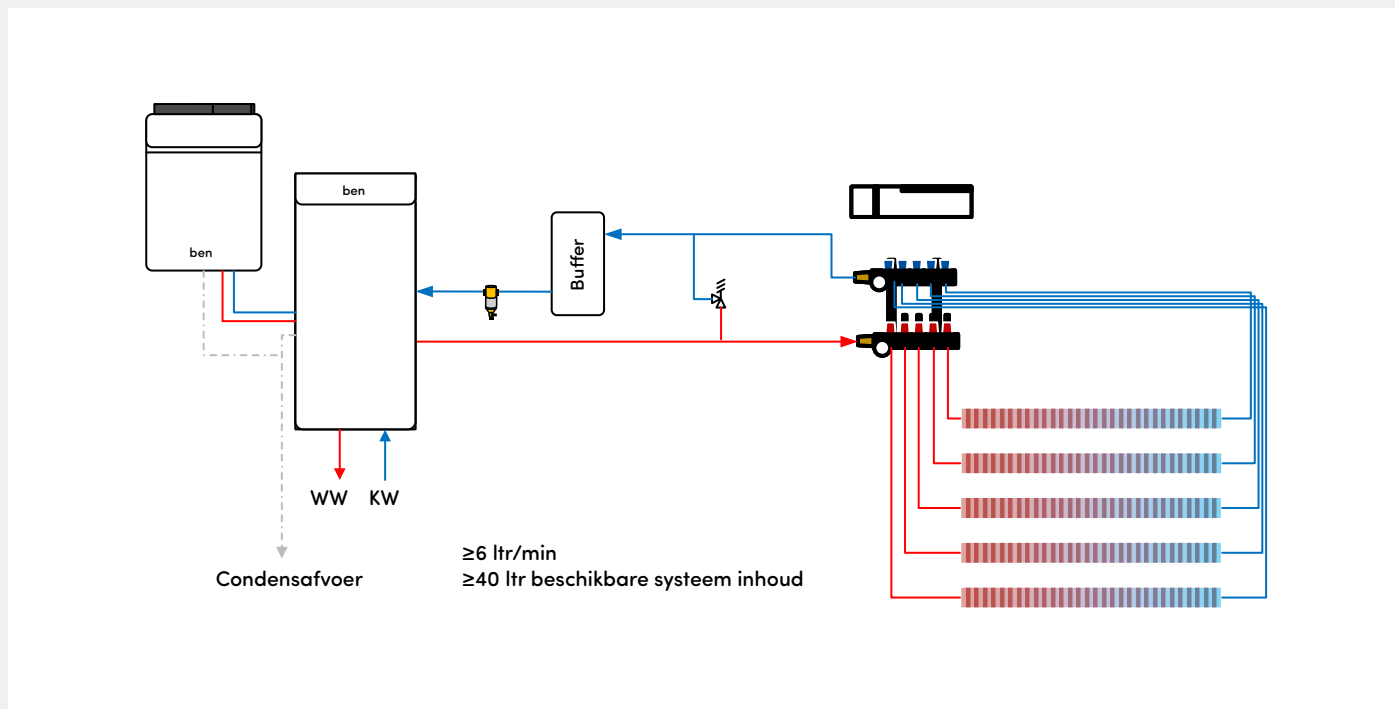 ben
ben
Buffer
WW KW
≥6 ltr/min
≥40 ltr beschikbare systeem inhoud
Condensafvoer